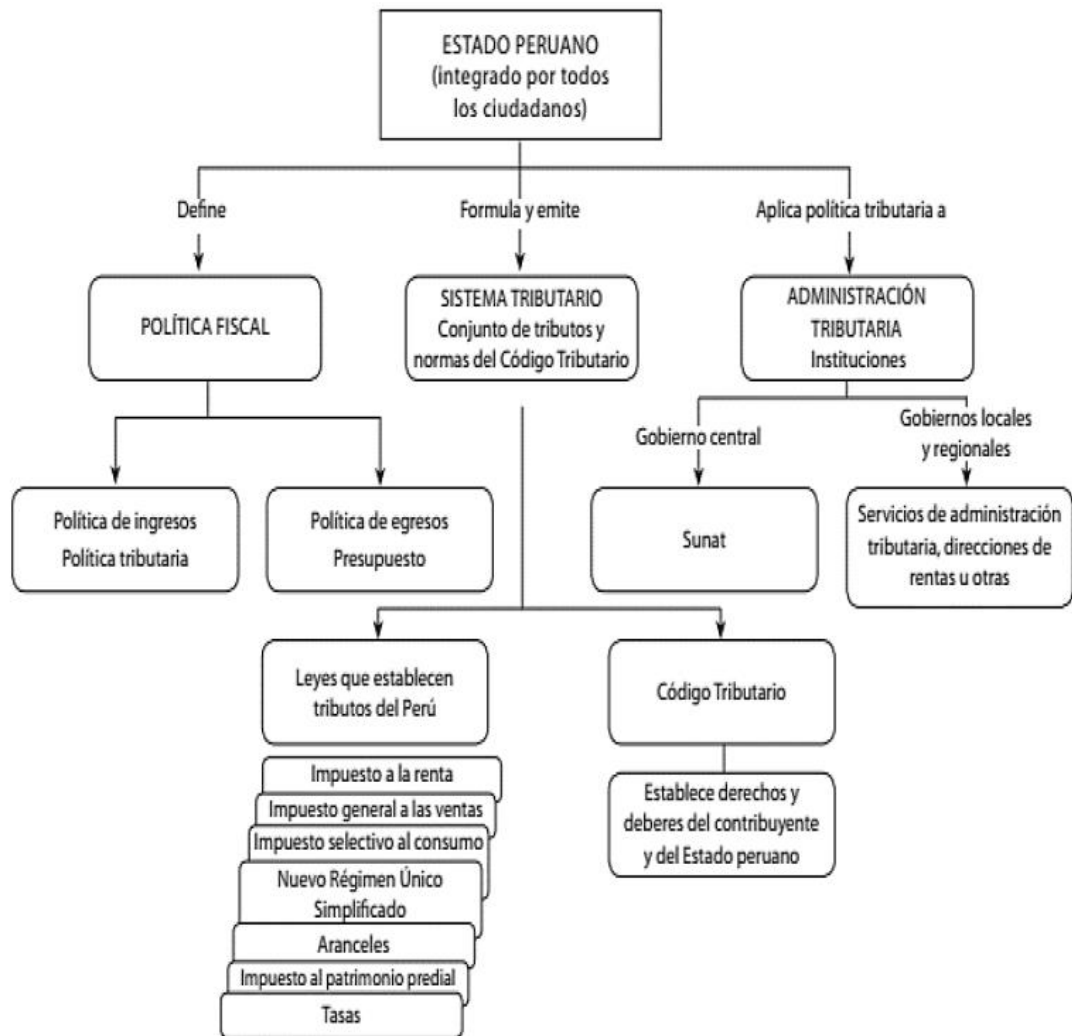 ESTADO PERUANO
(integrado por todos
los ciudadanos)
Define
Formula y emite
Aplica política tributaria a
POLÍTICA FISCAL
SISTEMA TRIBUTARIO
Conjunto de tributos y
normas del Código Tributario
ADMINISTRACIÓN
TRIBUTARIA
Instituciones
Gobierno central
Gobiernos locales
y regionales
Política de ingresos
Política tributaria
Política de egresos
Presupuesto
Sunat
Servicios de administración
tributaria, direcciones de
rentas u otras
Leyes que establecen
tributos del Perú
Código Tributario
Impuesto a la renta
Impuesto general a las ventas
Impuesto selectivo al consumo
Nuevo Régimen Único
Simplificado
Aranceles
Impuesto al patrimonio predial
Tasas
Establece derechos y
deberes del contribuyente
y del Estado peruano